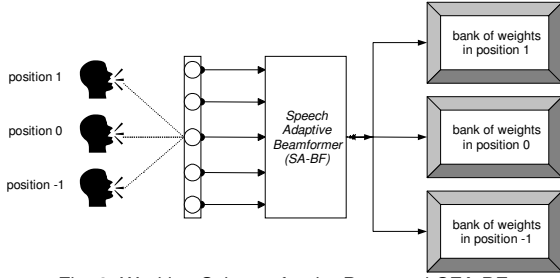 position 1
position 0
position -1
Speech
Adaptive
Beamformer
(SA-BF)
bank of weights
in position 1
bank of weights
in position 0
bank of weights
in position -1